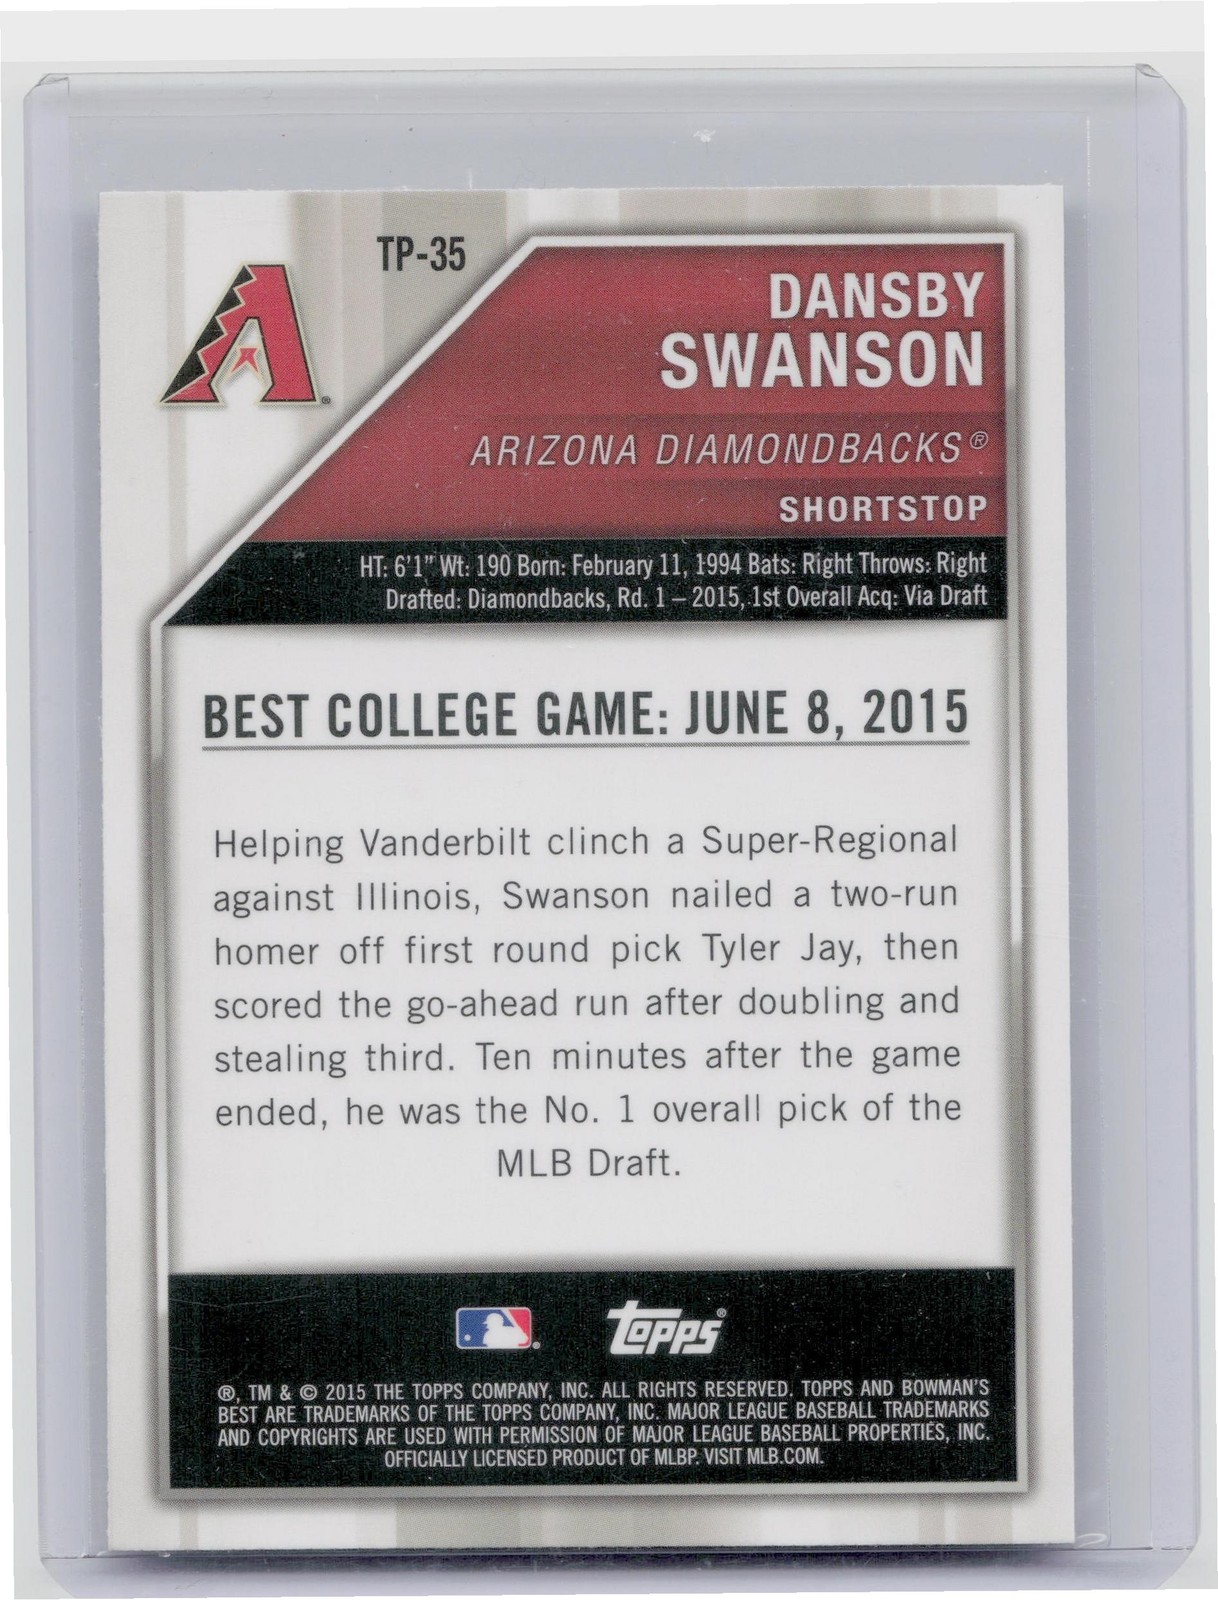 TP-35
DANSBY
SWANSON
ARIZONA DIAMONDBACKS®
SHORTSTOP
HT: 6'1" Wt: 190 Born: February 11, 1994 Bats: Right Throws: Right
Drafted: Diamondbacks, Rd. 1 – 2015, 1st Overall Acq: Via Draft
BEST COLLEGE GAME: JUNE 8, 2015
Helping Vanderbilt clinch a Super-Regional
against Illinois, Swanson nailed a two-run
homer off first round pick Tyler Jay, then
scored the go-ahead run after doubling and
stealing third. Ten minutes after the game
ended, he was the No. 1 overall pick of the
MLB Draft.
topps®
®, TM & © 2015 THE TOPPS COMPANY, INC. ALL RIGHTS RESERVED. TOPPS AND BOWMAN'S
BEST ARE TRADEMARKS OF THE TOPPS COMPANY, INC. MAJOR LEAGUE BASEBALL TRADEMARKS
AND COPYRIGHTS ARE USED WITH PERMISSION OF MAJOR LEAGUE BASEBALL PROPERTIES, INC.
OFFICIALLY LICENSED PRODUCT OF MLBP. VISIT MLB.COM.